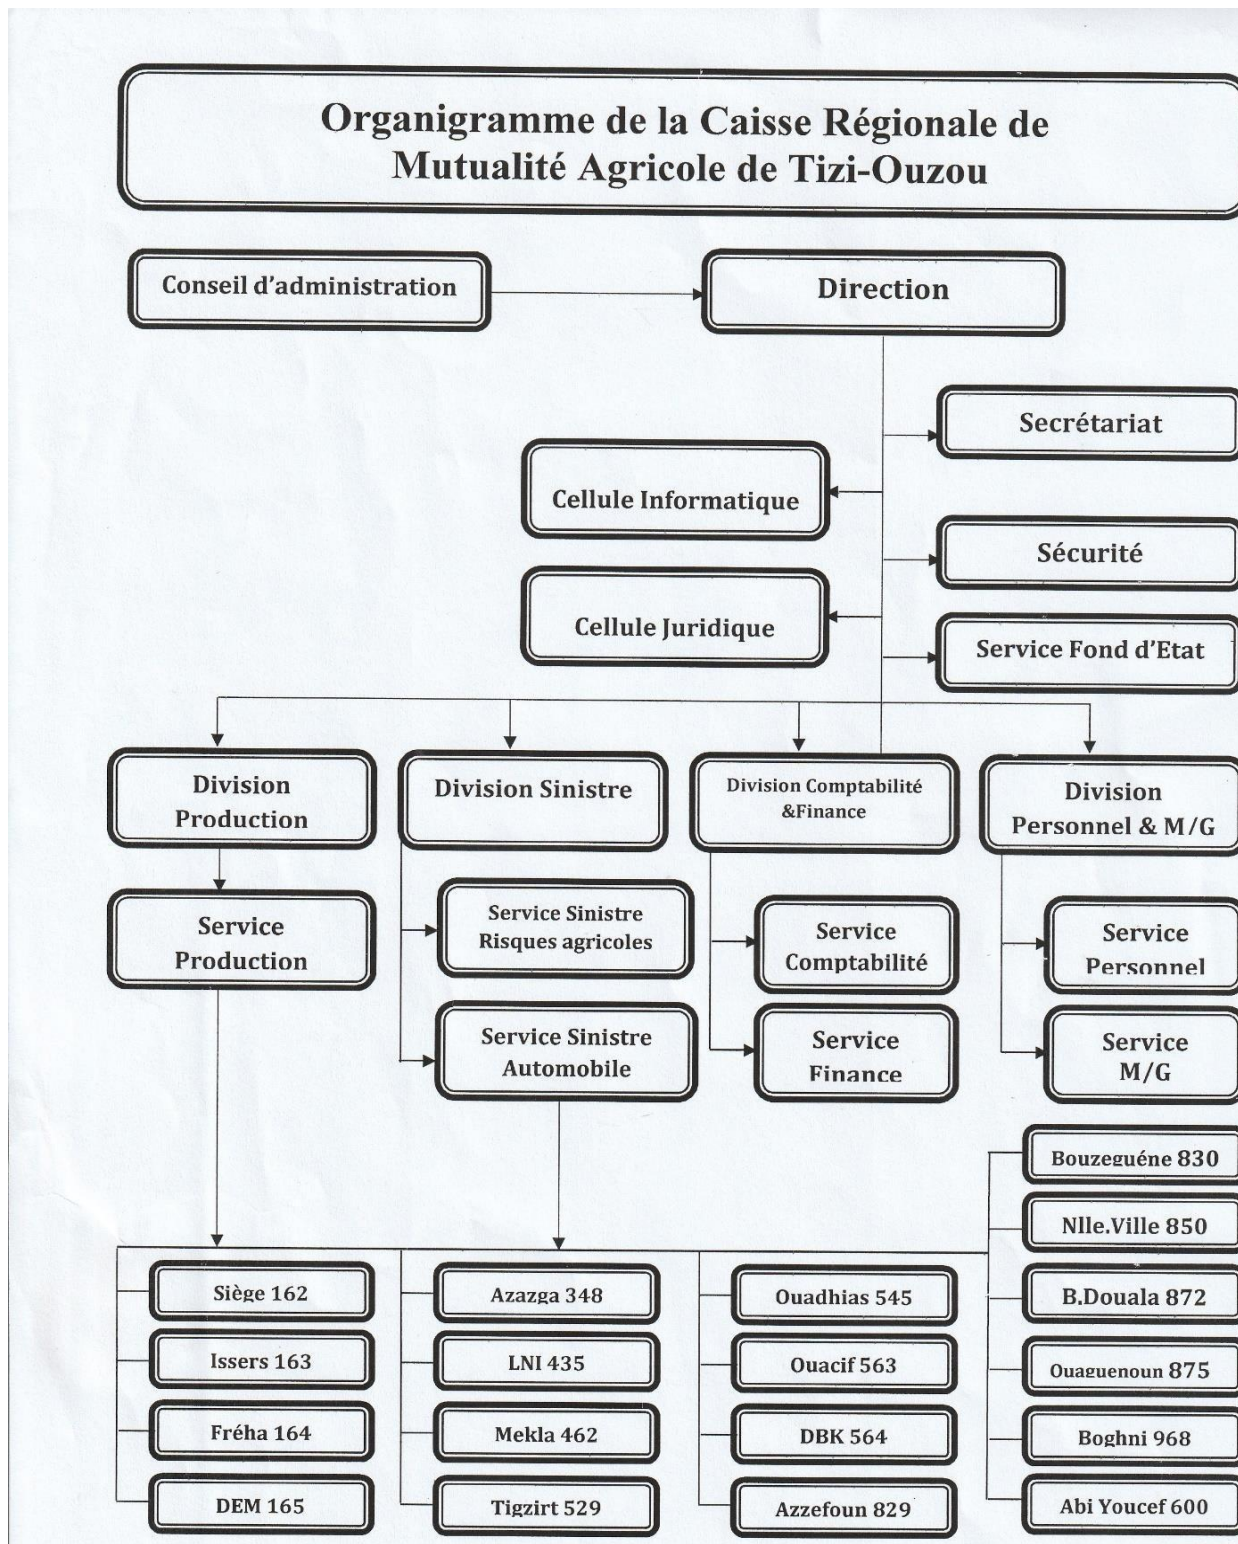 Organigramme de la Caisse Régionale de
Mutualité Agricole de Tizi-Ouzou
Conseil d'administration
Direction
Secrétariat
Cellule Informatique
Sécurité
Cellule Juridique
Service Fond d'Etat
Division
Production
Division Sinistre
Division Comptabilité
&Finance
Division
Personnel & M/G
Service
Production
Service Sinistre
Risques agricoles
Service
Comptabilité
Service
Personnel
Service Sinistre
Automobile
Service
Finance
Service
M/G
Bouzeguéne 830
Nlle.Ville 850
Siège 162
Azazga 348
Ouadhias 545
B.Douala 872
Issers 163
LNI 435
Ouacif 563
Ouaguenoun 875
Fréha 164
Mekla 462
DBK 564
Boghni 968
DEM 165
Tigzirt 529
Azzefoun 829
Abi Youcef 600